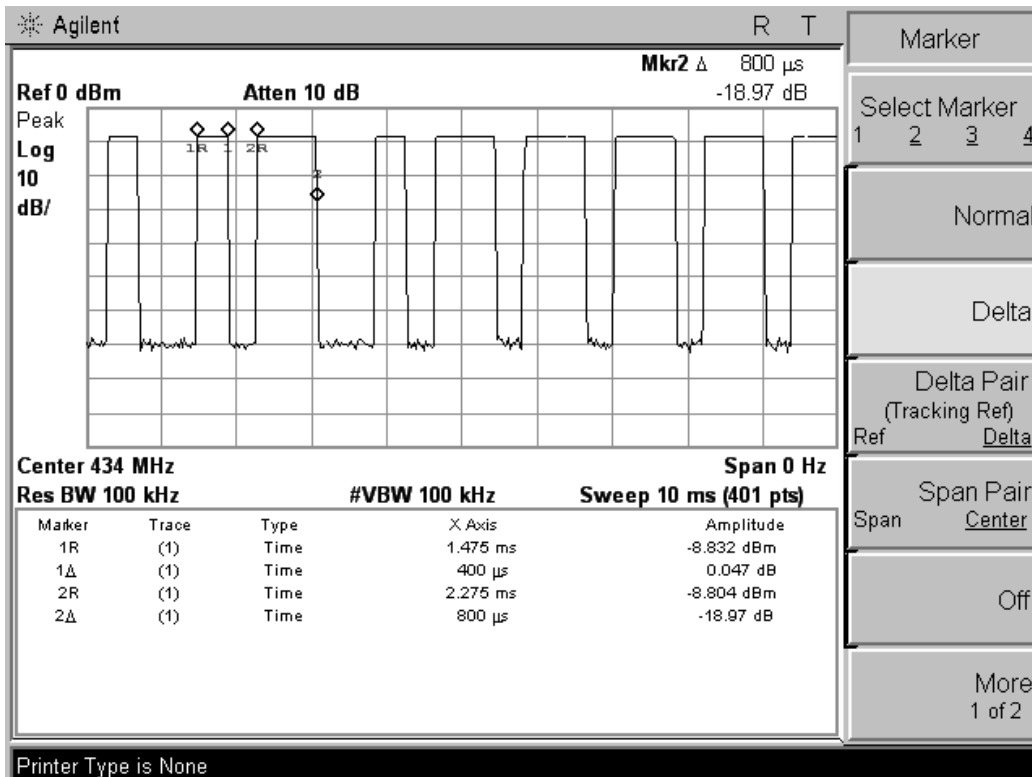 Agilent R T
Mkr2 Δ 800 μs
Ref 0 dBm Atten 10 dB -18.97 dB
Peak
Log
10
dB/
1R 1 2R
2
Center 434 MHz Span 0 Hz
Res BW 100 kHz #VBW 100 kHz Sweep 10 ms (401 pts)
Marker Trace Type X Axis Amplitude
1R (1) Time 1.475 ms -8.832 dBm
1Δ (1) Time 400 μs 0.047 dB
2R (1) Time 2.275 ms -8.804 dBm
2Δ (1) Time 800 μs -18.97 dB
Marker
Select Marker
1 2 3 4
Normal
Delta
Delta Pair
(Tracking Ref)
Ref Delta
Span Pair
Span Center
Off
More
1 of 2
Printer Type is None